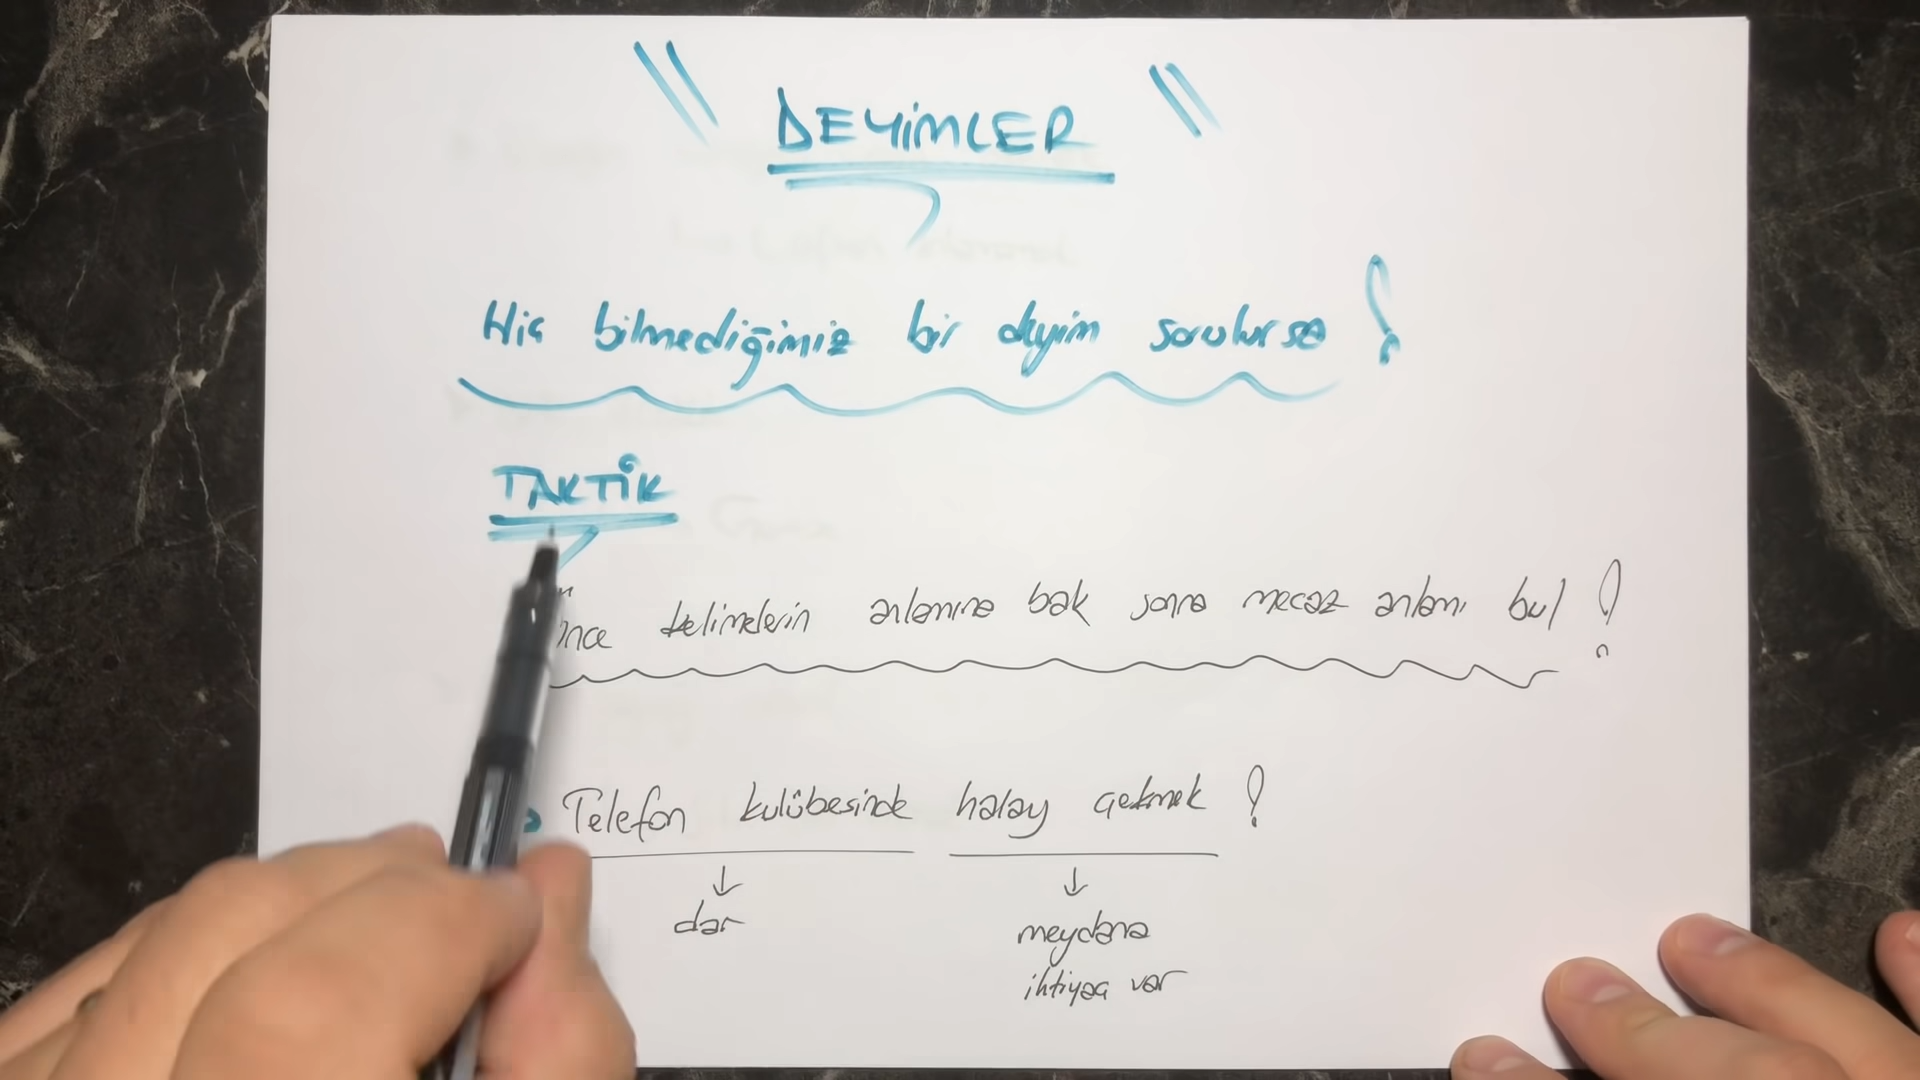 DEYİMLER
Hiç bilmediğimiz bir deyim sorulursa !
TAKTİK
Önce kelimelerin anlamına bak sonra mecaz anlamı bul !
Telefon kulübesinde halay çekmek !
dar
meydana
ihtiyaç var